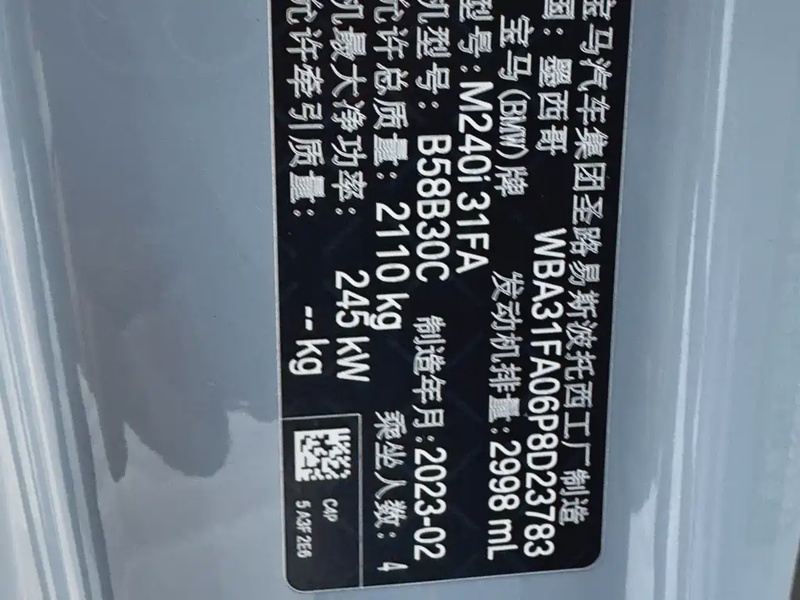 宝马汽车集团圣路易斯波托西工厂 制造
国: 墨西哥 WBA31FA06P8D23783
宝马(BMW)牌 发动机排量: 2998 mL
型号: M240i 31FA
机型号: B58B30C 制造年月: 2023-02
允许总质量: 2110 kg 乘坐人数: 4
机最大净功率: 245 kW
允许牵引质量: -- kg
C4P
5A3F2E6